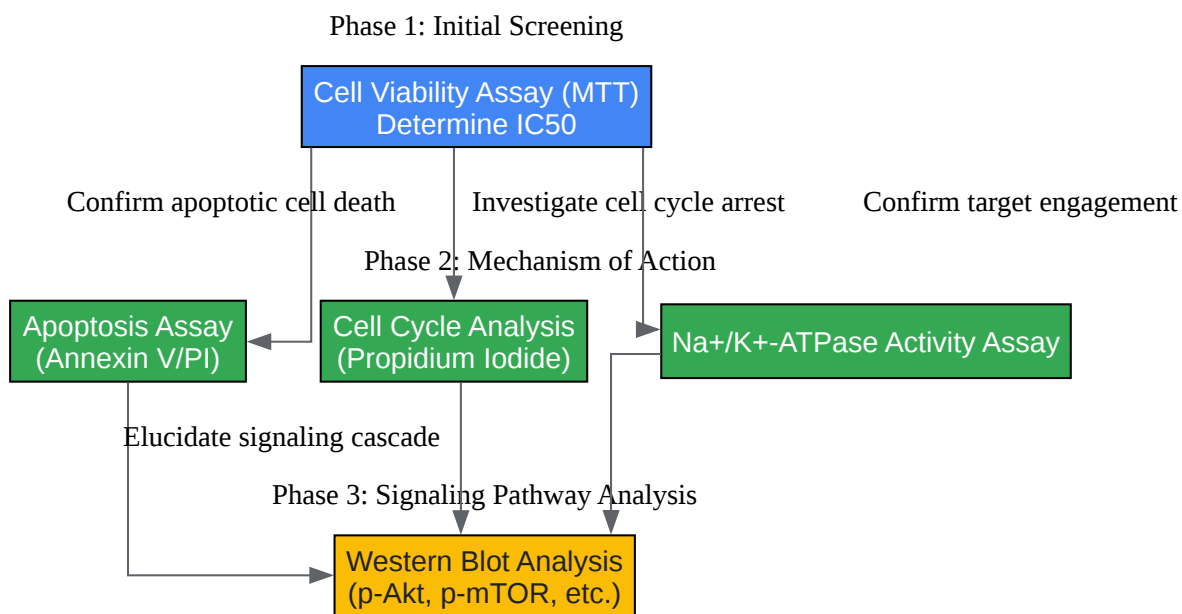 Phase 1: Initial Screening
Cell Viability Assay (MTT)
Determine IC50
Confirm apoptotic cell death
Investigate cell cycle arrest
Confirm target engagement
Phase 2: Mechanism of Action
Apoptosis Assay
(Annexin V/PI)
Cell Cycle Analysis
(Propidium Iodide)
Na+/K+-ATPase Activity Assay
Elucidate signaling cascade
Phase 3: Signaling Pathway Analysis
Western Blot Analysis
(p-Akt, p-mTOR, etc.)